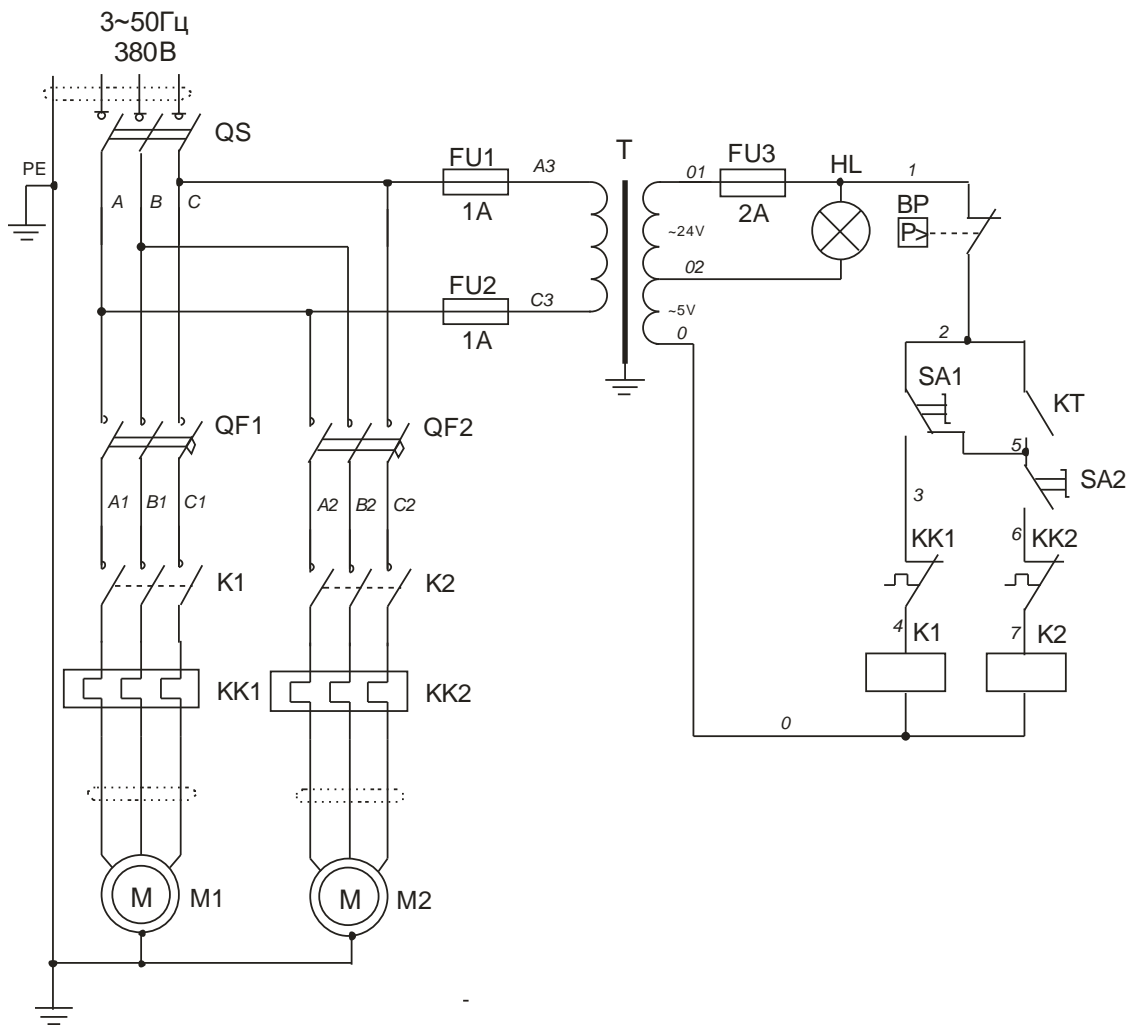 3~50Гц
380В
QS
PE
A B C
FU1
1A
A3
T
01
FU3
2A
HL
1
~24V
BP
P>
02
FU2
1A
C3
~5V
0
2
SA1
KT
QF1
QF2
5
SA2
A1 B1 C1
A2 B2 C2
3
6
KK1
KK2
K1
K2
4
K1
7
K2
KK1
KK2
0
M
M1
M
M2
-